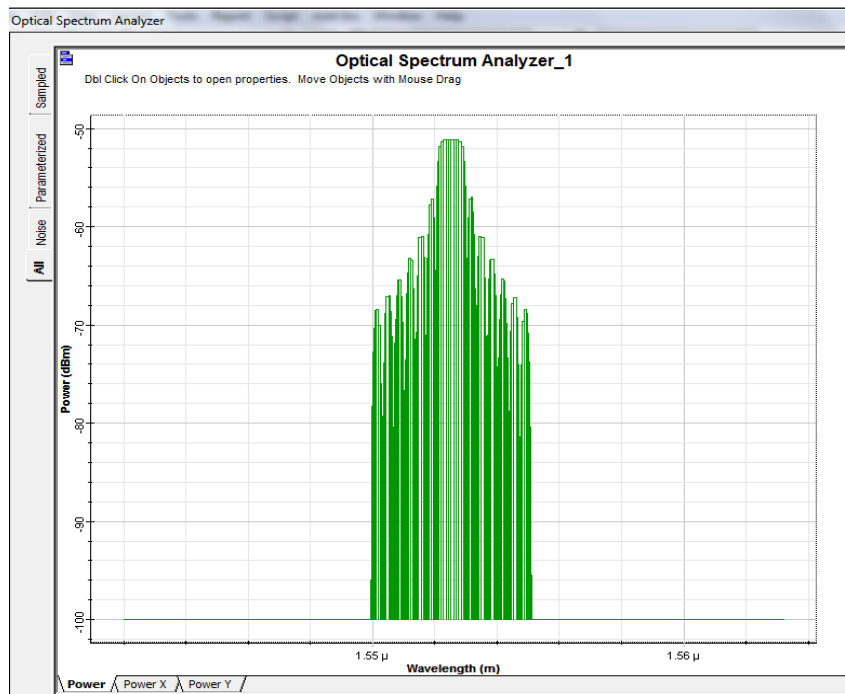 Optical Spectrum Analyzer
Optical Spectrum Analyzer_1
Dbl Click On Objects to open properties. Move Objects with Mouse Drag
Sampled
Parameterized
Noise
All
Power (dBm)
-50
-60
-70
-80
-90
-100
1.55 µ
1.56 µ
Wavelength (m)
Power
Power X
Power Y